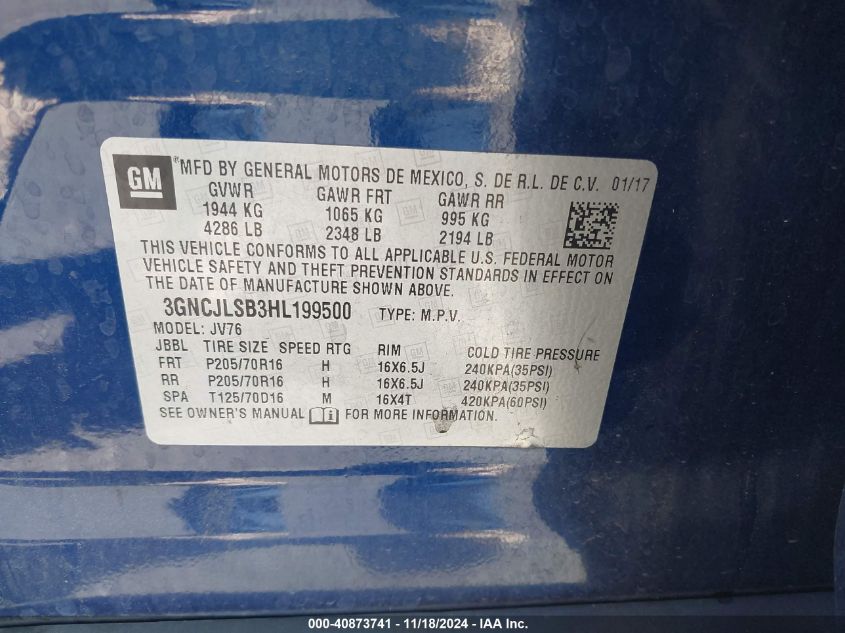 GM ® MFD BY GENERAL MOTORS DE MEXICO, S. DE R.L. DE C.V. 01/17
GVWR GAWR FRT GAWR RR
1944 KG 1065 KG 995 KG
4286 LB 2348 LB 2194 LB
THIS VEHICLE CONFORMS TO ALL APPLICABLE U.S. FEDERAL MOTOR
VEHICLE SAFETY AND THEFT PREVENTION STANDARDS IN EFFECT ON
THE DATE OF MANUFACTURE SHOWN ABOVE.
3GNCJLSB3HL199500 TYPE: M.P.V.
MODEL: JV76
JBBL TIRE SIZE SPEED RTG RIM COLD TIRE PRESSURE
FRT P205/70R16 H 16X6.5J 240KPA(35PSI)
RR P205/70R16 H 16X6.5J 240KPA(35PSI)
SPA T125/70D16 M 16X4T 420KPA(60PSI)
SEE OWNER'S MANUAL FOR MORE INFORMATION.
000-40873741 - 11/18/2024 - IAA Inc.